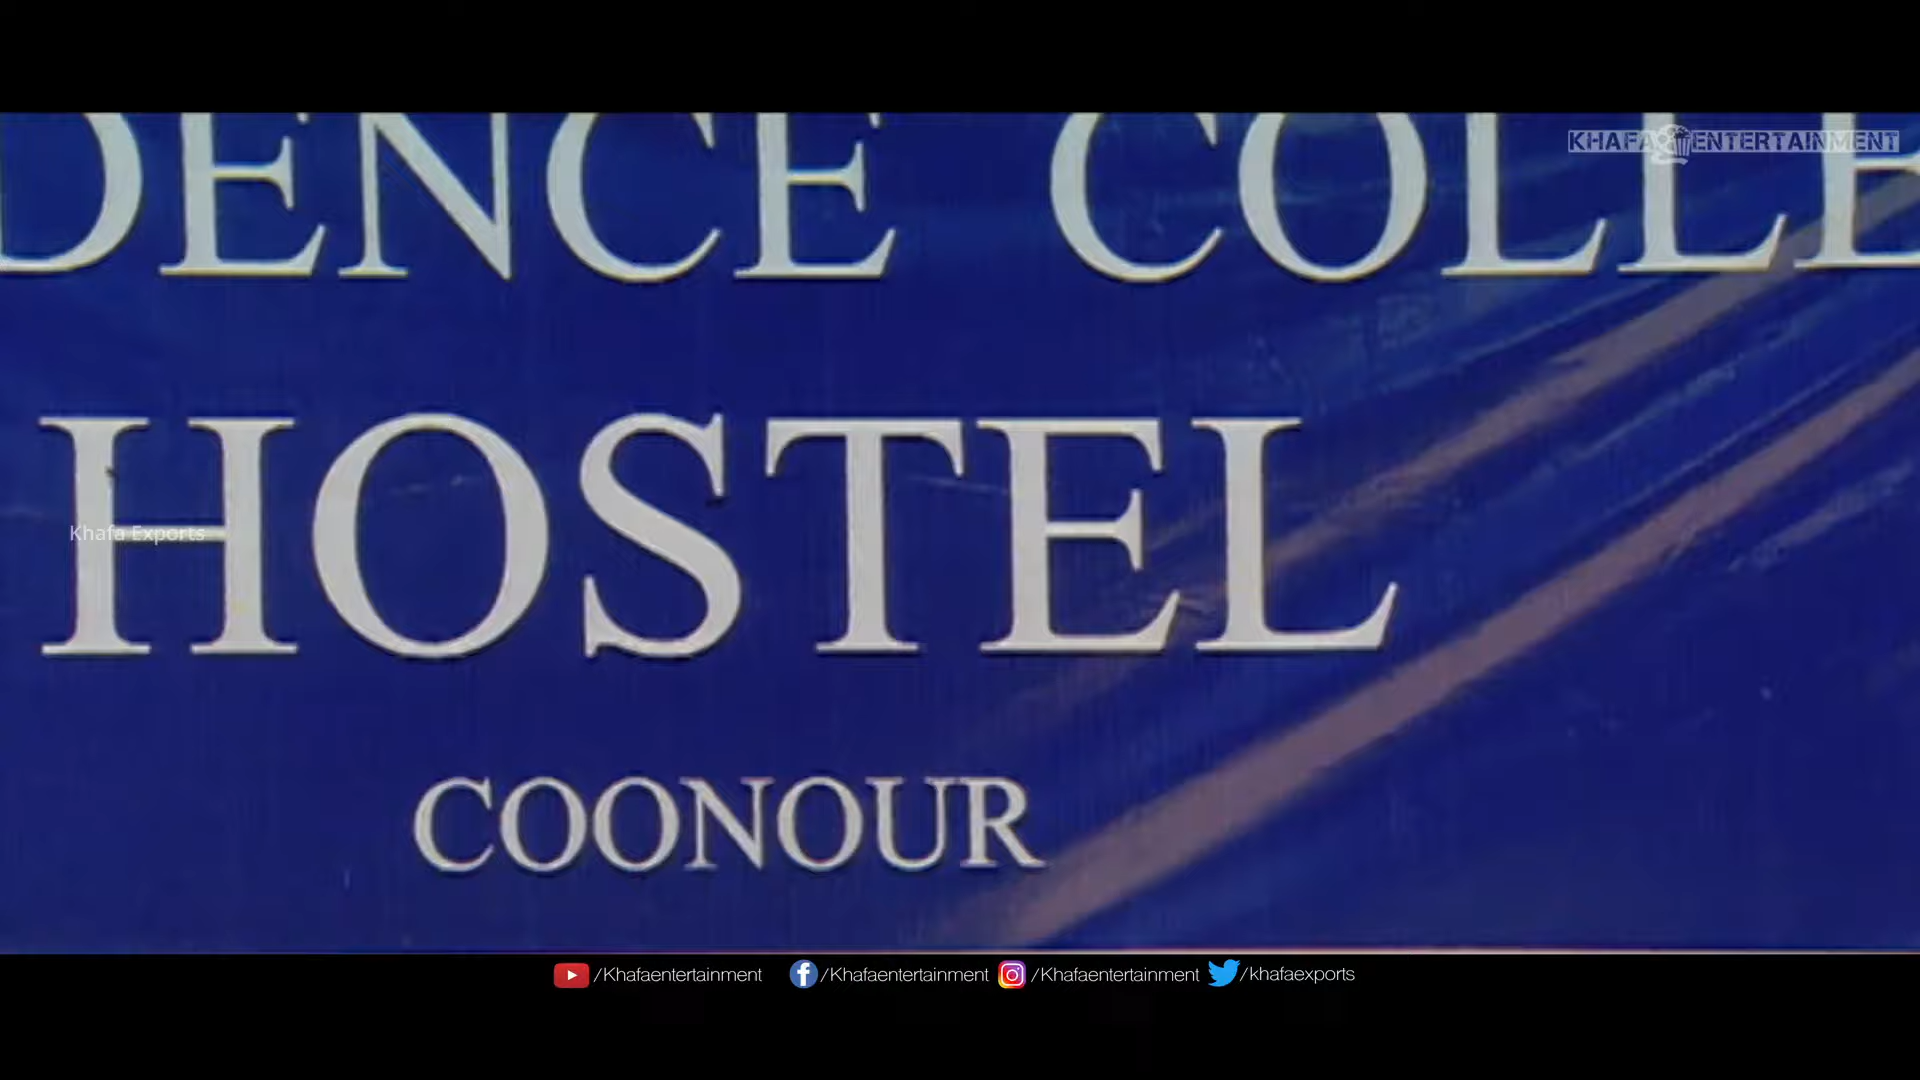 KHAFA ENTERTAINMENT
DENCE COLLE
HOSTEL
Khafa Exports
COONOUR
/Khafaentertainment /Khafaentertainment /Khafaentertainment /khafaexports